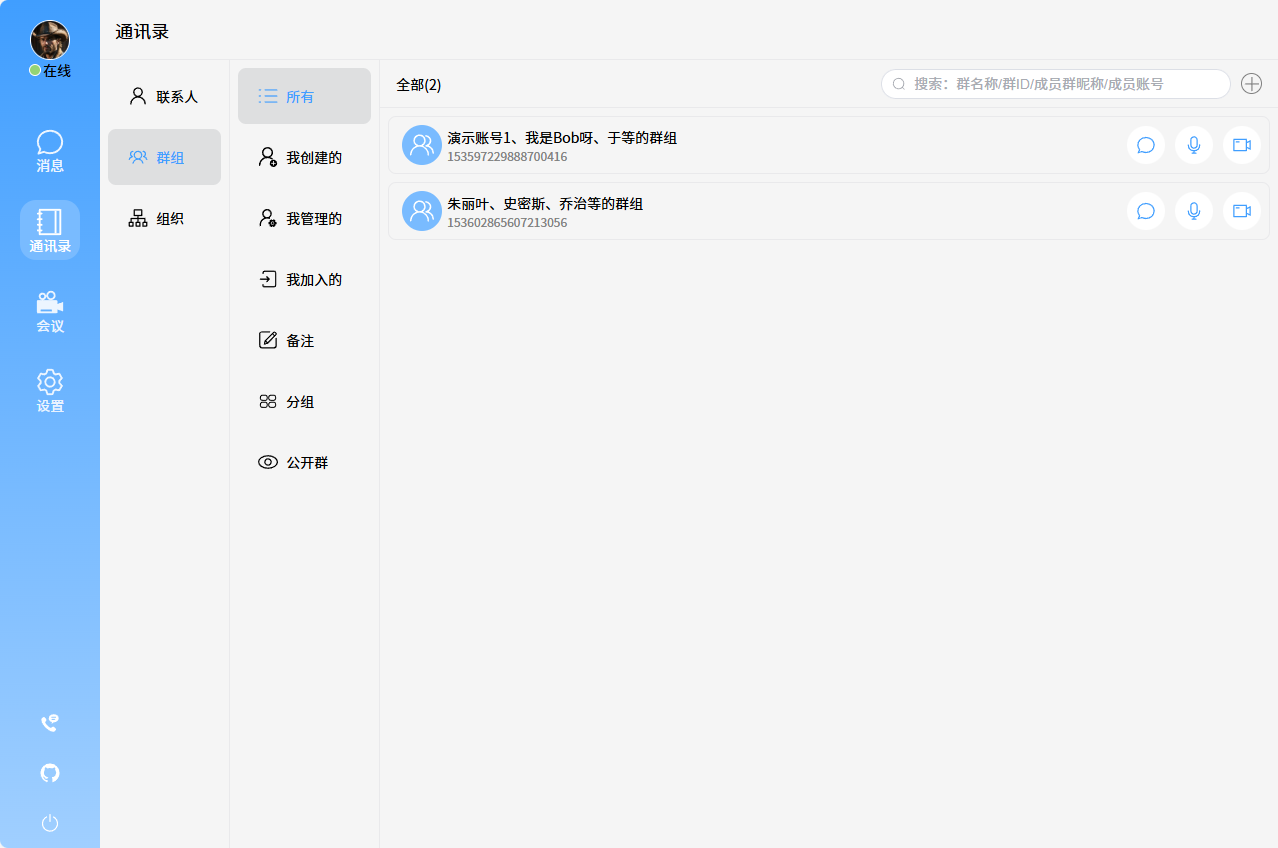 在线
消息
通讯录
会议
设置
通讯录
联系人
群组
组织
所有
我创建的
我管理的
我加入的
备注
分组
公开群
全部(2)
搜索：群名称/群ID/成员群昵称/成员账号
演示账号1、我是Bob呀、于等的群组
153597229888700416
朱丽叶、史密斯、乔治等的群组
153602865607213056